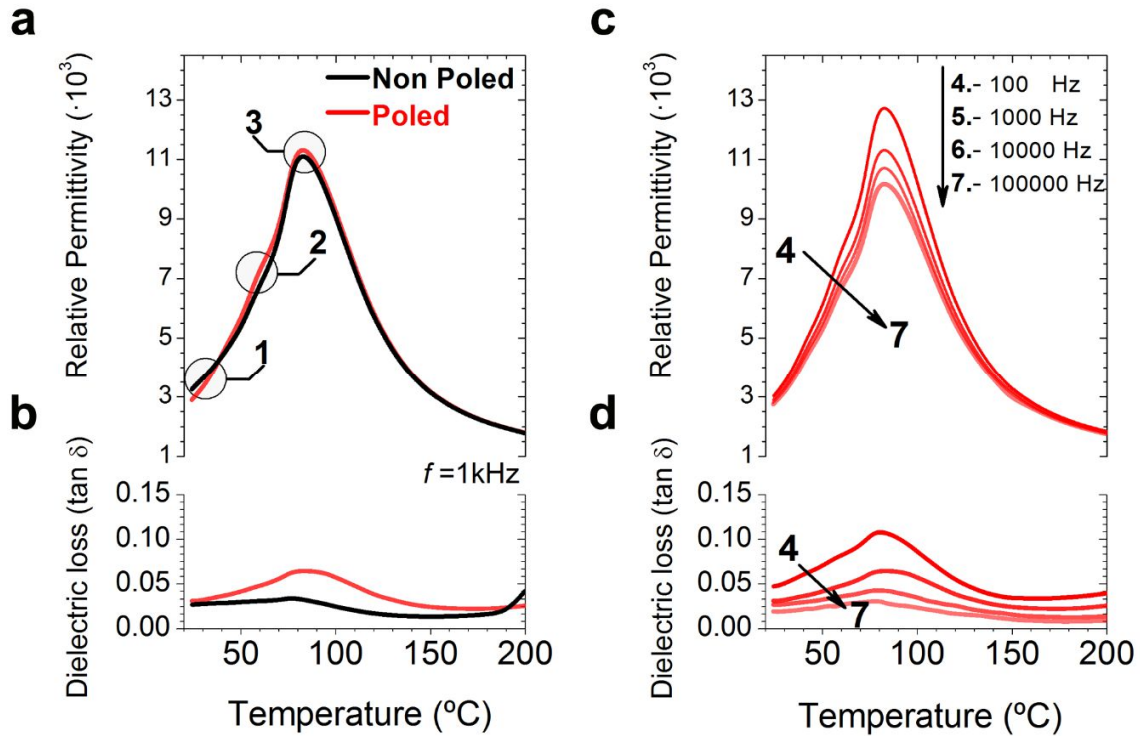 a
Relative Permittivity (·10³)
13
11
9
7
5
3
1
Non Poled
Poled
3
2
1
b
f =1kHz
Dielectric loss (tan δ)
0.15
0.10
0.05
0.00
50
100
150
200
Temperature (ºC)
c
Relative Permittivity (·10³)
13
11
9
7
5
3
1
4.- 100 Hz
5.- 1000 Hz
6.- 10000 Hz
7.- 100000 Hz
4
7
d
Dielectric loss (tan δ)
0.15
0.10
0.05
0.00
4
7
50
100
150
200
Temperature (ºC)